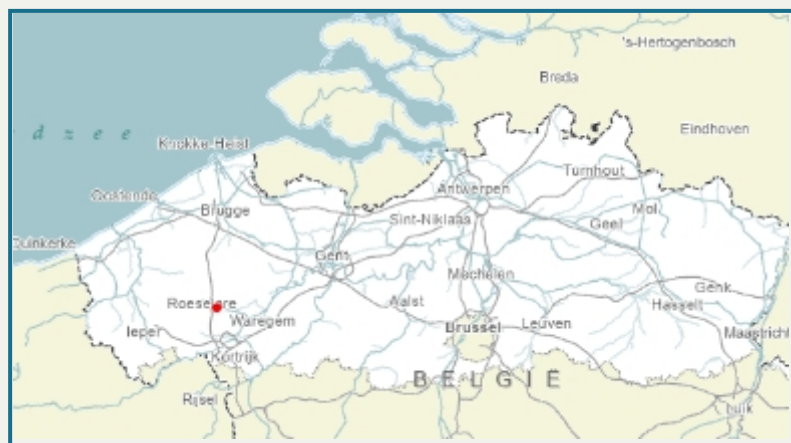 's-Hertogenbosch
Breda
Eindhoven
d z e e
Knokke-Heist
Turnhout
Antwerpen
Oostende
Mol
Brugge
Sint-Niklaas
Geel
Duinkerke
Gent
Mechelen
Genk
Roeselare
Aalst
Hasselt
Waregem
Brussel
Leuven
Ieper
Maastricht
Kortrijk
BELGIË
Rijsel
Luik